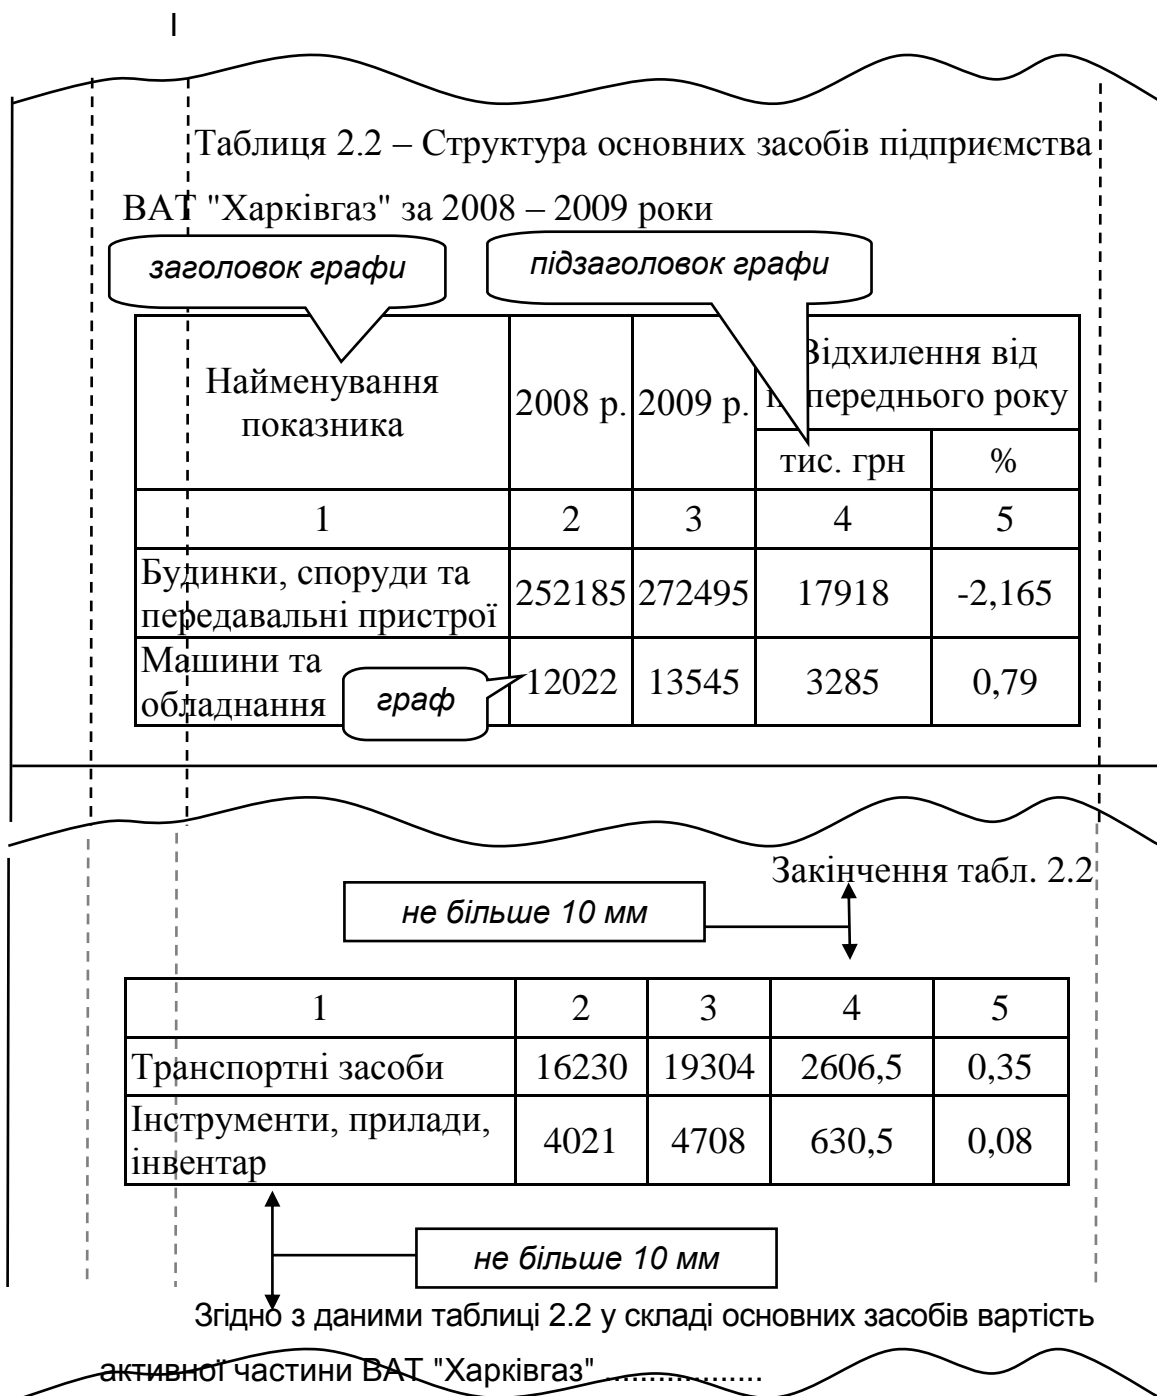 Таблиця 2.2 – Структура основних засобів підприємства
ВАТ "Харківгаз" за 2008 – 2009 роки
заголовок графи
підзаголовок графи
Найменування показника 2008 р. 2009 р. Відхилення від попереднього року
тис. грн %
1 2 3 4 5
Будинки, споруди та
передавальні пристрої 252185 272495 17918 -2,165
Машини та
обладнання 12022 13545 3285 0,79
граф
Закінчення табл. 2.2
не більше 10 мм
1 2 3 4 5
Транспортні засоби 16230 19304 2606,5 0,35
Інструменти, прилади,
інвентар 4021 4708 630,5 0,08
не більше 10 мм
Згідно з даними таблиці 2.2 у складі основних засобів вартість
активної частини ВАТ "Харківгаз" ..................